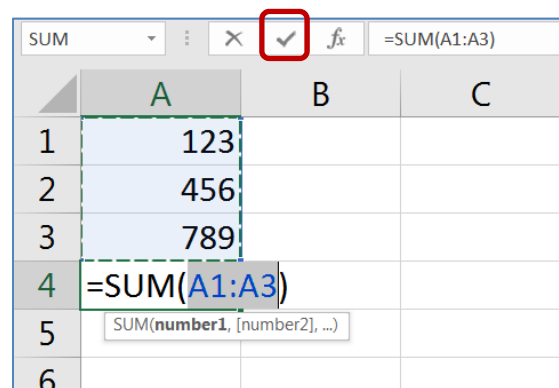 SUM fx =SUM(A1:A3)
A B C
1 123
2 456
3 789
4 =SUM(A1:A3)
SUM(number1, [number2], ...)
5
6